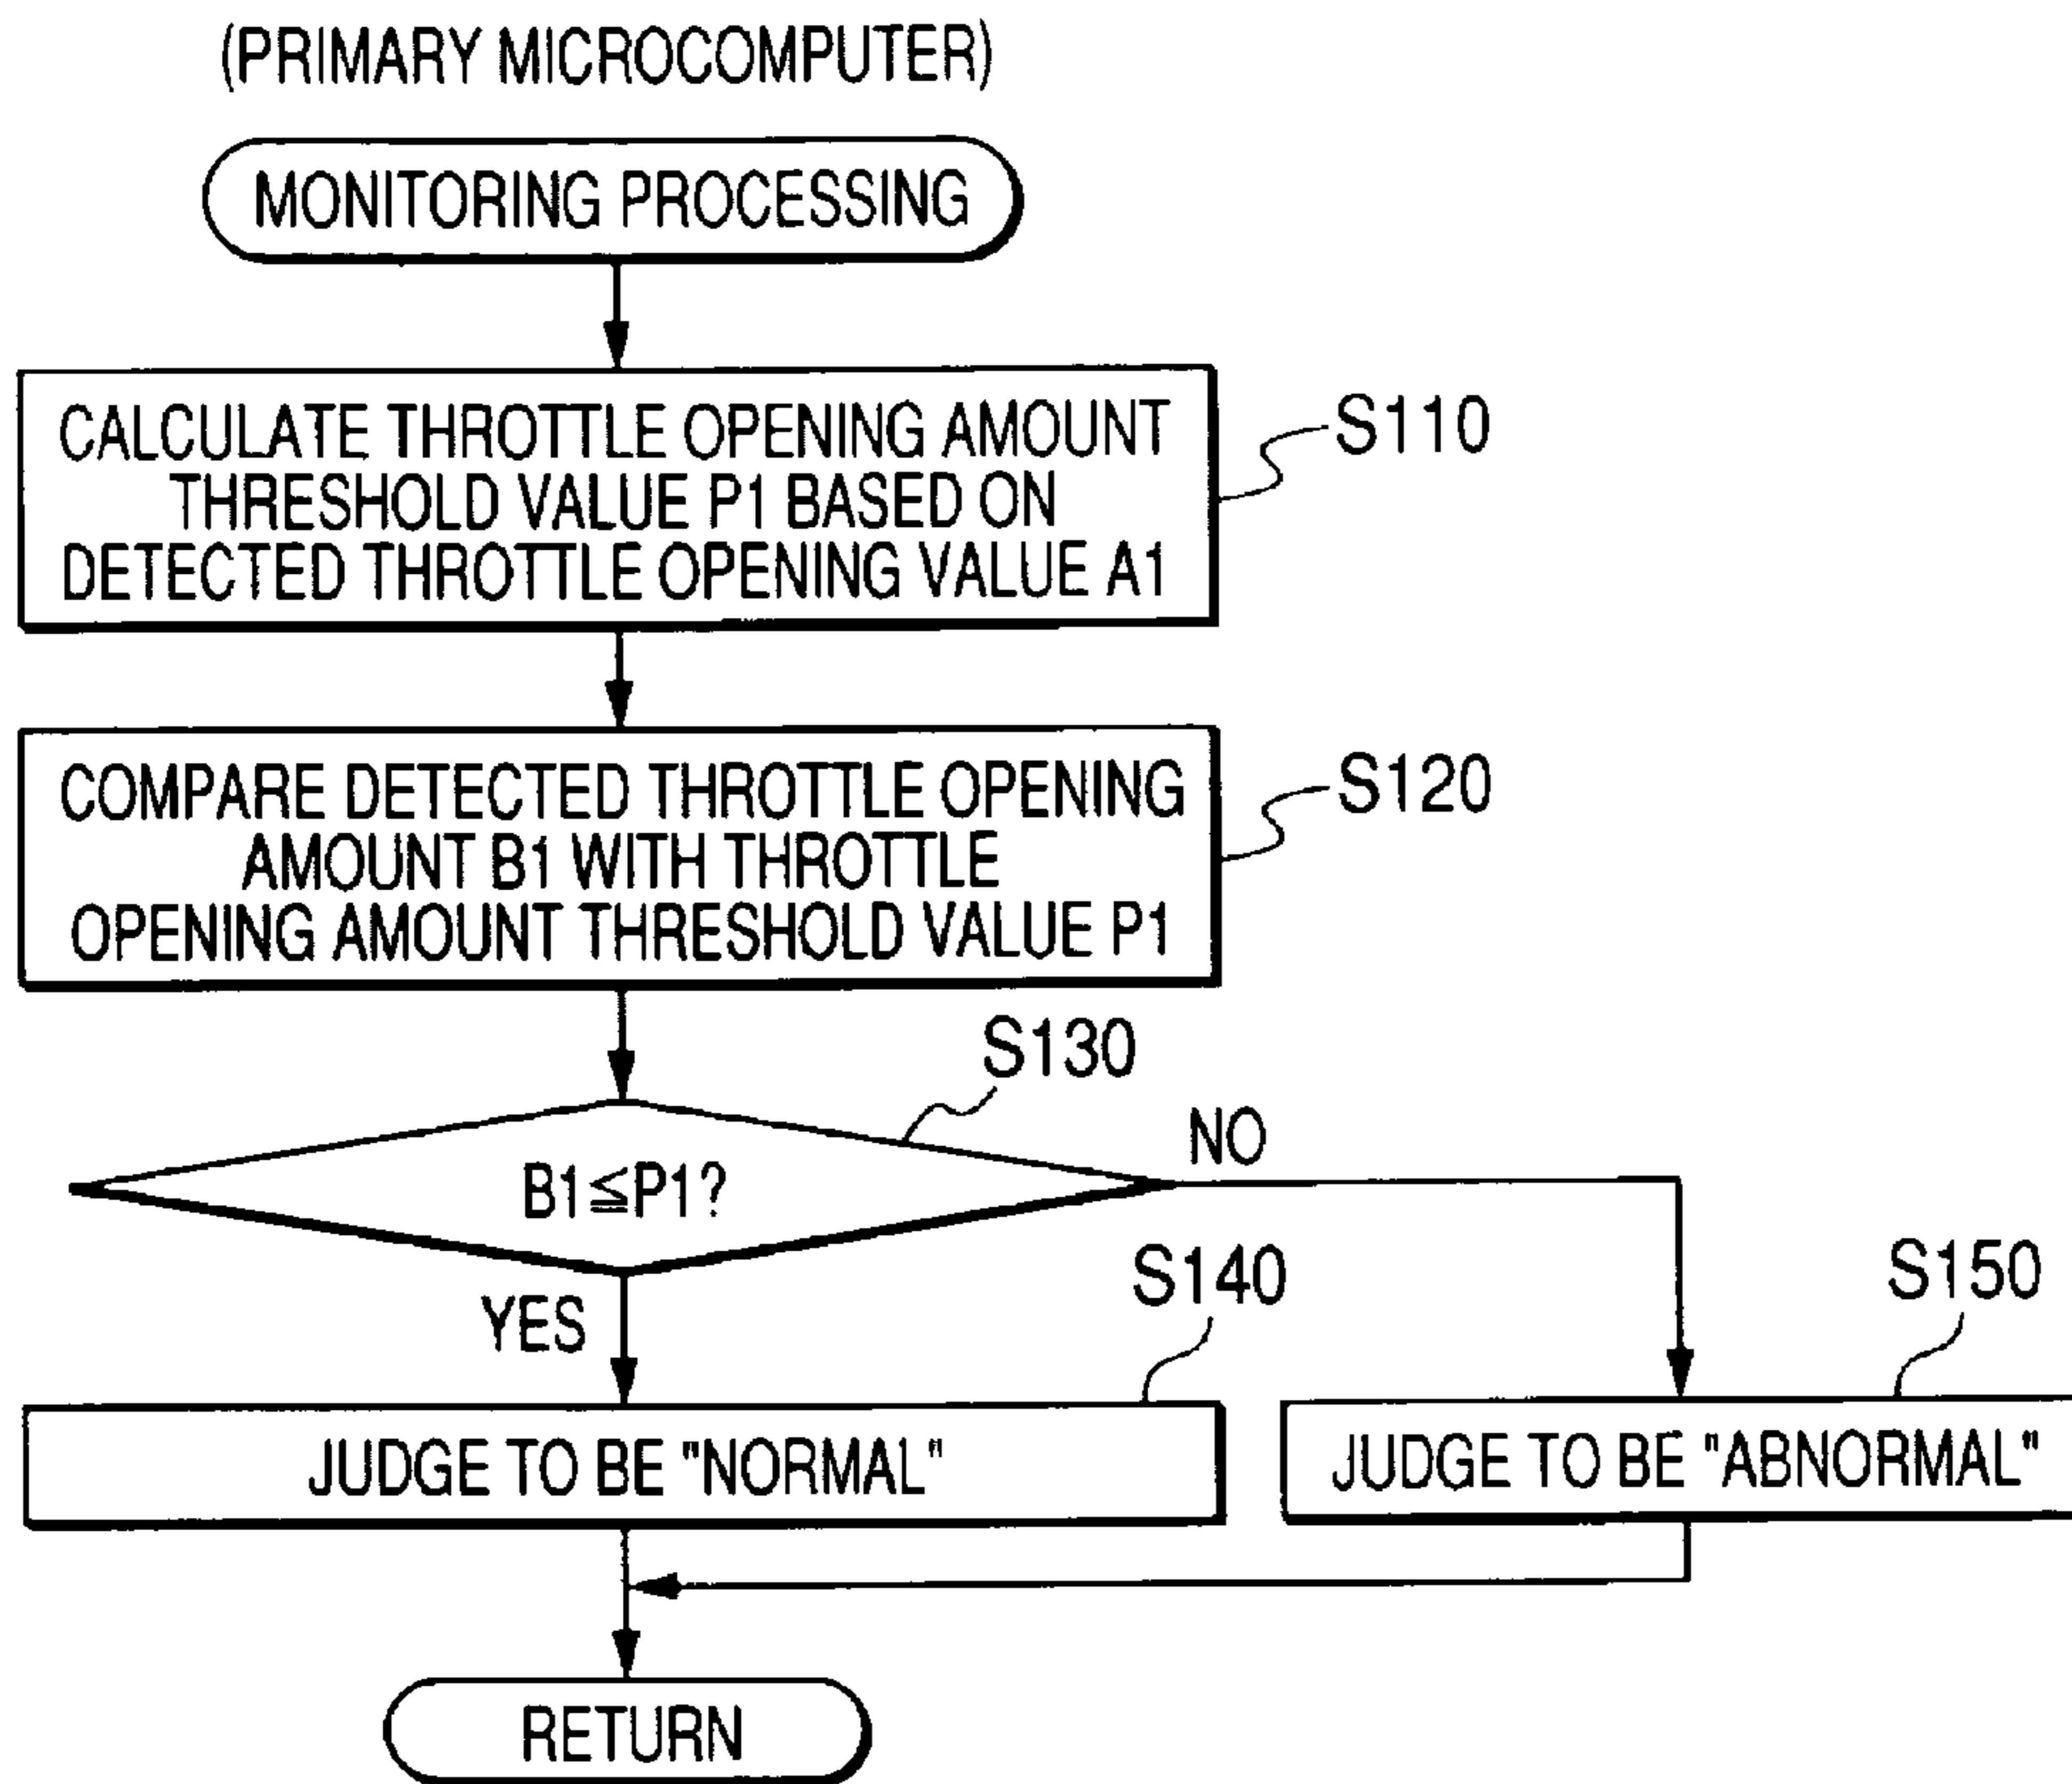 (PRIMARY MICROCOMPUTER)
MONITORING PROCESSING
CALCULATE THROTTLE OPENING AMOUNT
THRESHOLD VALUE P1 BASED ON
DETECTED THROTTLE OPENING VALUE A1
S110
COMPARE DETECTED THROTTLE OPENING
AMOUNT B1 WITH THROTTLE
OPENING AMOUNT THRESHOLD VALUE P1
S120
S130
B1≦P1?
NO
YES
S140
S150
JUDGE TO BE "NORMAL"
JUDGE TO BE "ABNORMAL"
RETURN